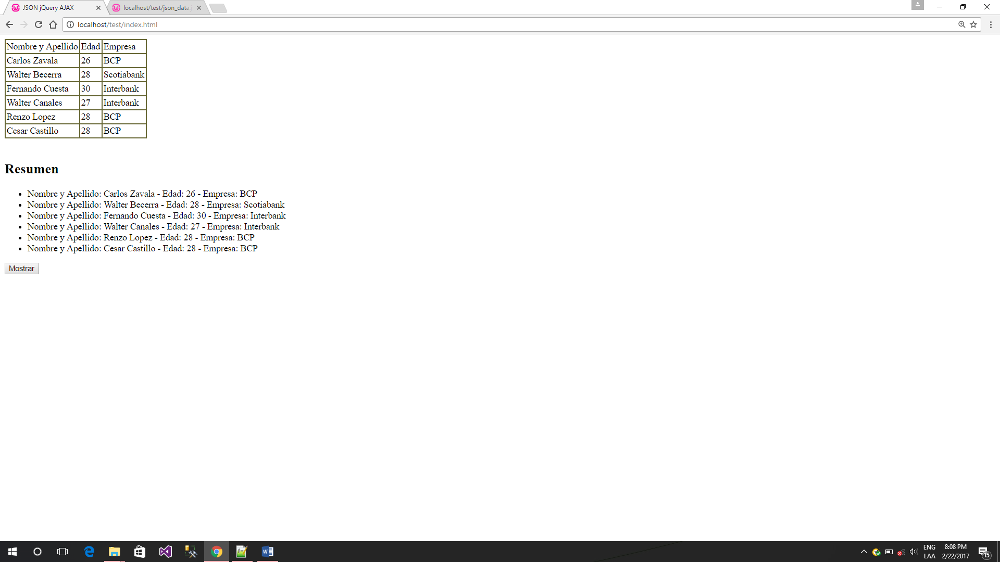 JSON jQuery AJAX
localhost/test/json_data.
localhost/test/index.html
Nombre y Apellido Edad Empresa
Carlos Zavala 26 BCP
Walter Becerra 28 Scotiabank
Fernando Cuesta 30 Interbank
Walter Canales 27 Interbank
Renzo Lopez 28 BCP
Cesar Castillo 28 BCP
Resumen
Nombre y Apellido: Carlos Zavala - Edad: 26 - Empresa: BCP
Nombre y Apellido: Walter Becerra - Edad: 28 - Empresa: Scotiabank
Nombre y Apellido: Fernando Cuesta - Edad: 30 - Empresa: Interbank
Nombre y Apellido: Walter Canales - Edad: 27 - Empresa: Interbank
Nombre y Apellido: Renzo Lopez - Edad: 28 - Empresa: BCP
Nombre y Apellido: Cesar Castillo - Edad: 28 - Empresa: BCP
Mostrar
ENG 8:08 PM
LAA 2/22/2017
15